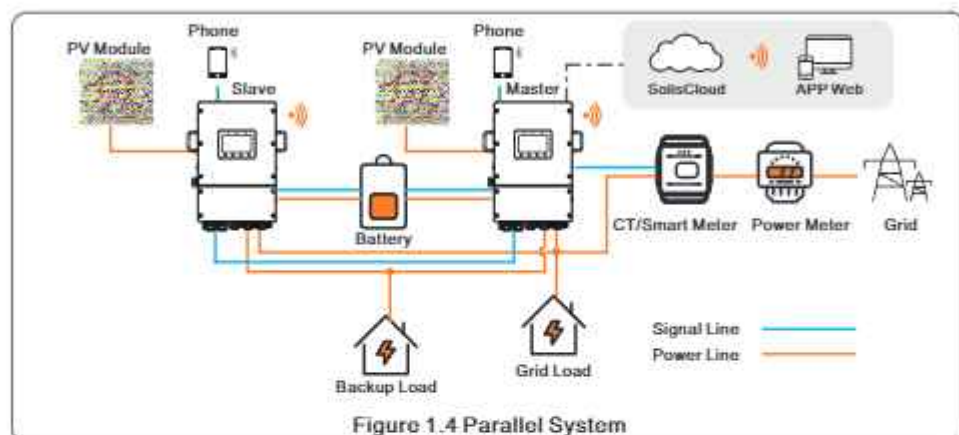 Phone
Phone
PV Module
PV Module
Slave
Master
SolisCloud
APP Web
Battery
CT/Smart Meter
Power Meter
Grid
Backup Load
Grid Load
Signal Line
Power Line
Figure 1.4 Parallel System